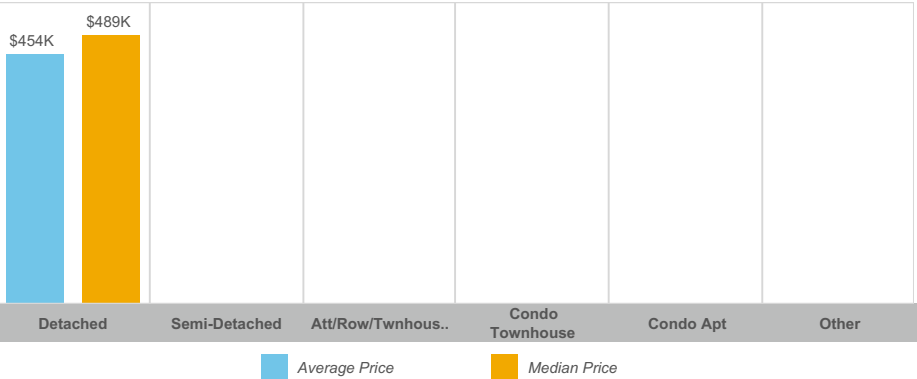 $454K
$489K
Detached
Semi-Detached
Att/Row/Twnhous..
Condo
Townhouse
Condo Apt
Other
Average Price
Median Price